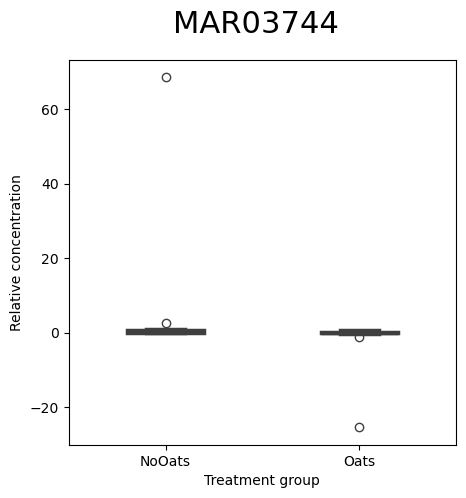 MAR03744
Relative concentration
60
40
20
0
−20
NoOats
Oats
Treatment group